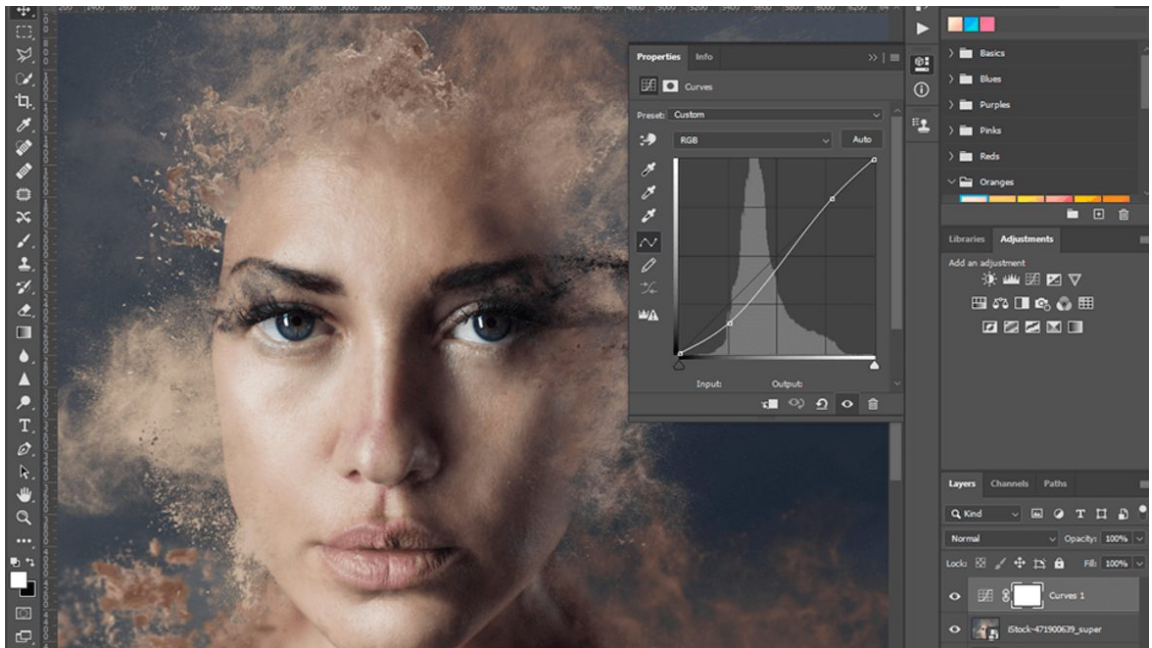 Properties
Info
Curves
Preset: Custom
RGB
Auto
Input:
Output:
Basics
Blues
Purples
Pinks
Reds
Oranges
Libraries
Adjustments
Add an adjustment
Layers
Channels
Paths
Kind
Normal
Opacity: 100%
Lock:
Fill: 100%
Curves 1
iStock-471900639_super